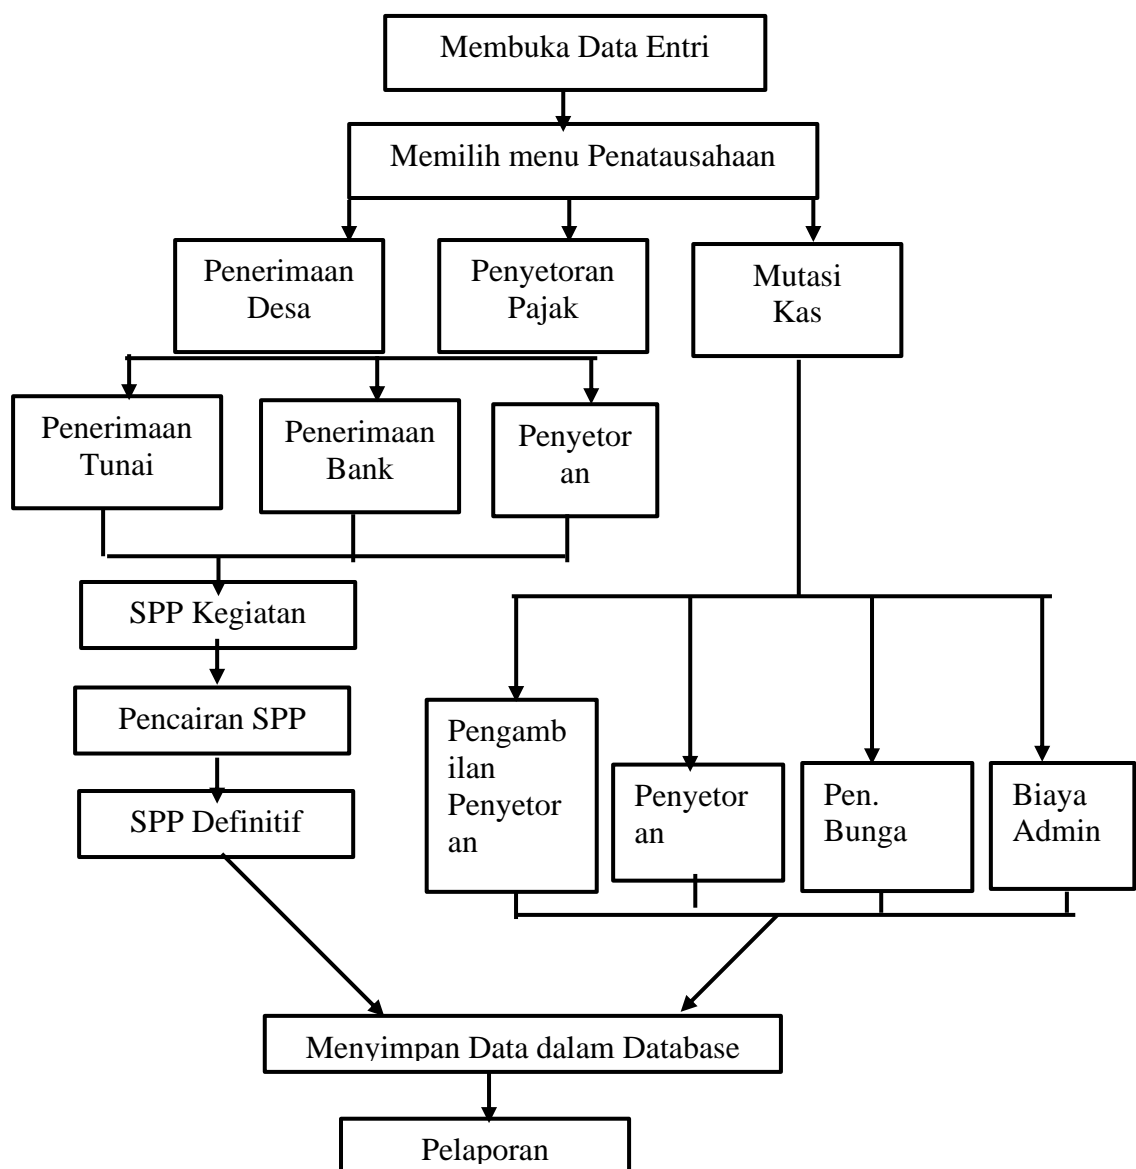 Membuka Data Entri
Memilih menu Penatausahaan
Penerimaan
Desa
Penyetoran
Pajak
Mutasi
Kas
Penerimaan
Tunai
Penerimaan
Bank
Penyetor
an
SPP Kegiatan
Pencairan SPP
SPP Definitif
Pengamb
ilan
Penyetor
an
Penyetor
an
Pen.
Bunga
Biaya
Admin
Menyimpan Data dalam Database
Pelaporan